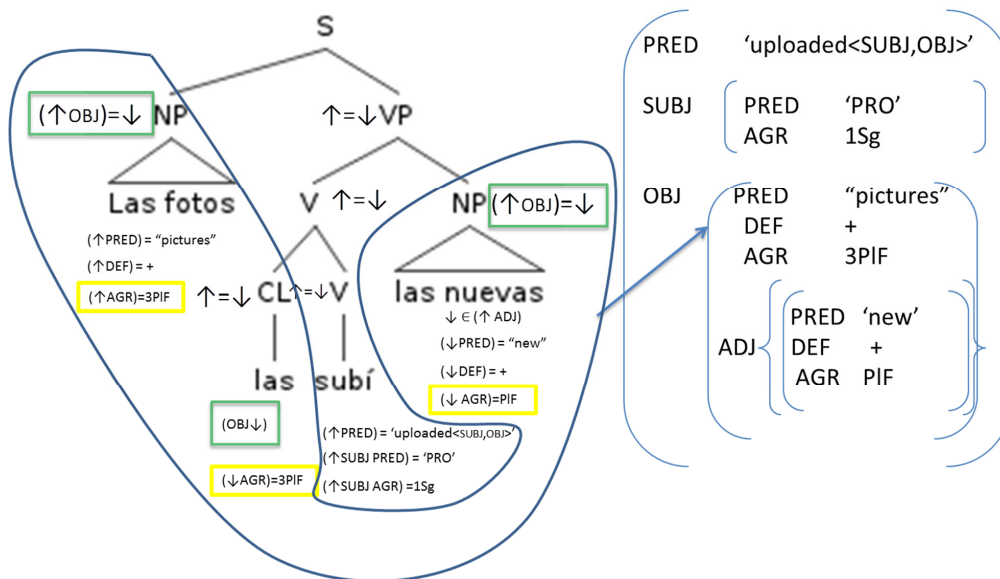 S
(↑OBJ)=↓ NP
↑=↓ VP
Las fotos
V ↑=↓
NP (↑OBJ)=↓
(↑PRED) = “pictures”
(↑DEF) = +
(↑AGR)=3PlF
↑=↓ CL ↑=↓ V
las nuevas
↓ ∈ (↑ ADJ)
(↓PRED) = “new”
(↓DEF) = +
(↓ AGR)=PlF
las subí
(OBJ↓)
(↓AGR)=3PlF
(↑PRED) = ‘uploaded<SUBJ,OBJ>’
(↑SUBJ PRED) = ‘PRO’
(↑SUBJ AGR) =1Sg
PRED ‘uploaded<SUBJ,OBJ>’
SUBJ PRED ‘PRO’
AGR 1Sg
OBJ PRED “pictures”
DEF +
AGR 3PlF
ADJ PRED ‘new’
DEF +
AGR PlF